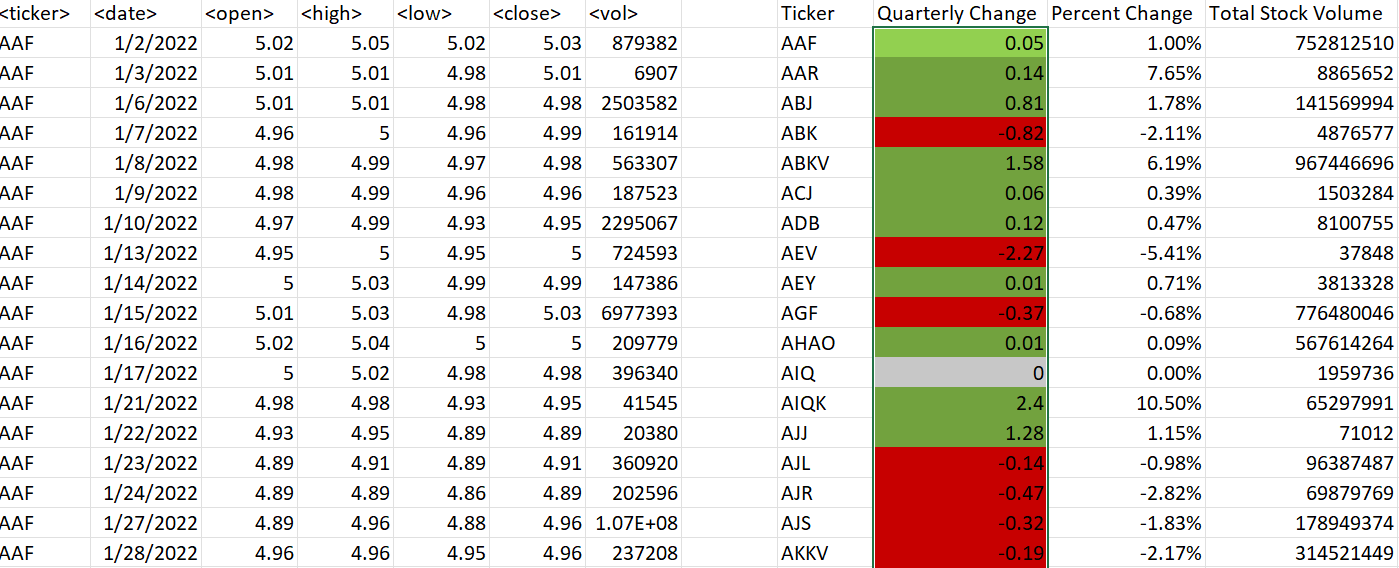 <ticker> <date> <open> <high> <low> <close> <vol> Ticker Quarterly Change Percent Change Total Stock Volume
AAF 1/2/2022 5.02 5.05 5.02 5.03 879382 AAF 0.05 1.00% 752812510
AAF 1/3/2022 5.01 5.01 4.98 5.01 6907 AAR 0.14 7.65% 8865652
AAF 1/6/2022 5.01 5.01 4.98 4.98 2503582 ABJ 0.81 1.78% 141569994
AAF 1/7/2022 4.96 5 4.96 4.99 161914 ABK -0.82 -2.11% 4876577
AAF 1/8/2022 4.98 4.99 4.97 4.98 563307 ABKV 1.58 6.19% 967446696
AAF 1/9/2022 4.98 4.99 4.96 4.96 187523 ACJ 0.06 0.39% 1503284
AAF 1/10/2022 4.97 4.99 4.93 4.95 2295067 ADB 0.12 0.47% 8100755
AAF 1/13/2022 4.95 5 4.95 5 724593 AEV -2.27 -5.41% 37848
AAF 1/14/2022 5 5.03 4.99 4.99 147386 AEY 0.01 0.71% 3813328
AAF 1/15/2022 5.01 5.03 4.98 5.03 6977393 AGF -0.37 -0.68% 776480046
AAF 1/16/2022 5.02 5.04 5 5 209779 AHAO 0.01 0.09% 567614264
AAF 1/17/2022 5 5.02 4.98 4.98 396340 AIQ 0 0.00% 1959736
AAF 1/21/2022 4.98 4.98 4.93 4.95 41545 AIQK 2.4 10.50% 65297991
AAF 1/22/2022 4.93 4.95 4.89 4.89 20380 AJJ 1.28 1.15% 71012
AAF 1/23/2022 4.89 4.91 4.89 4.91 360920 AJL -0.14 -0.98% 96387487
AAF 1/24/2022 4.89 4.89 4.86 4.89 202596 AJR -0.47 -2.82% 69879769
AAF 1/27/2022 4.89 4.96 4.88 4.96 1.07E+08 AJS -0.32 -1.83% 178949374
AAF 1/28/2022 4.96 4.96 4.95 4.96 237208 AKKV -0.19 -2.17% 314521449